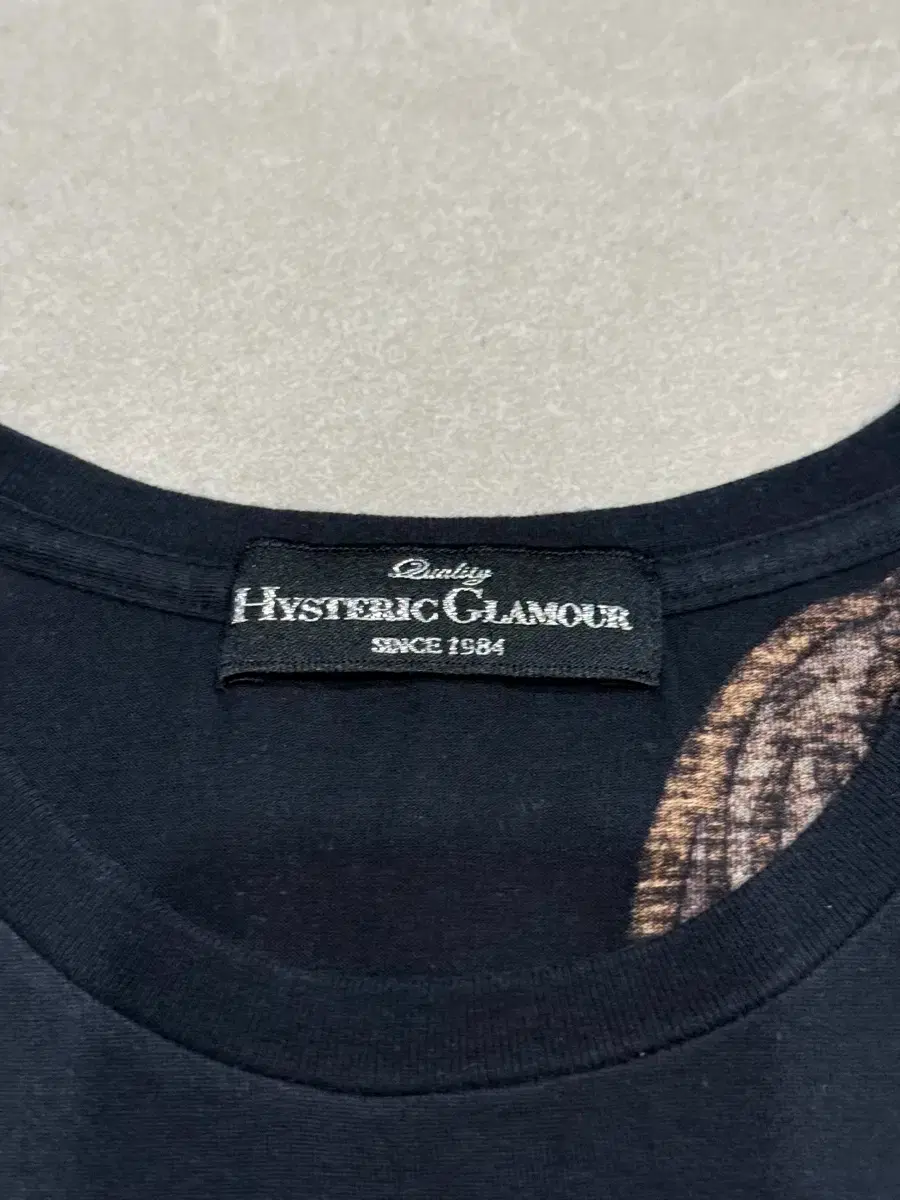 Quality
HYSTERIC GLAMOUR
SINCE 1984